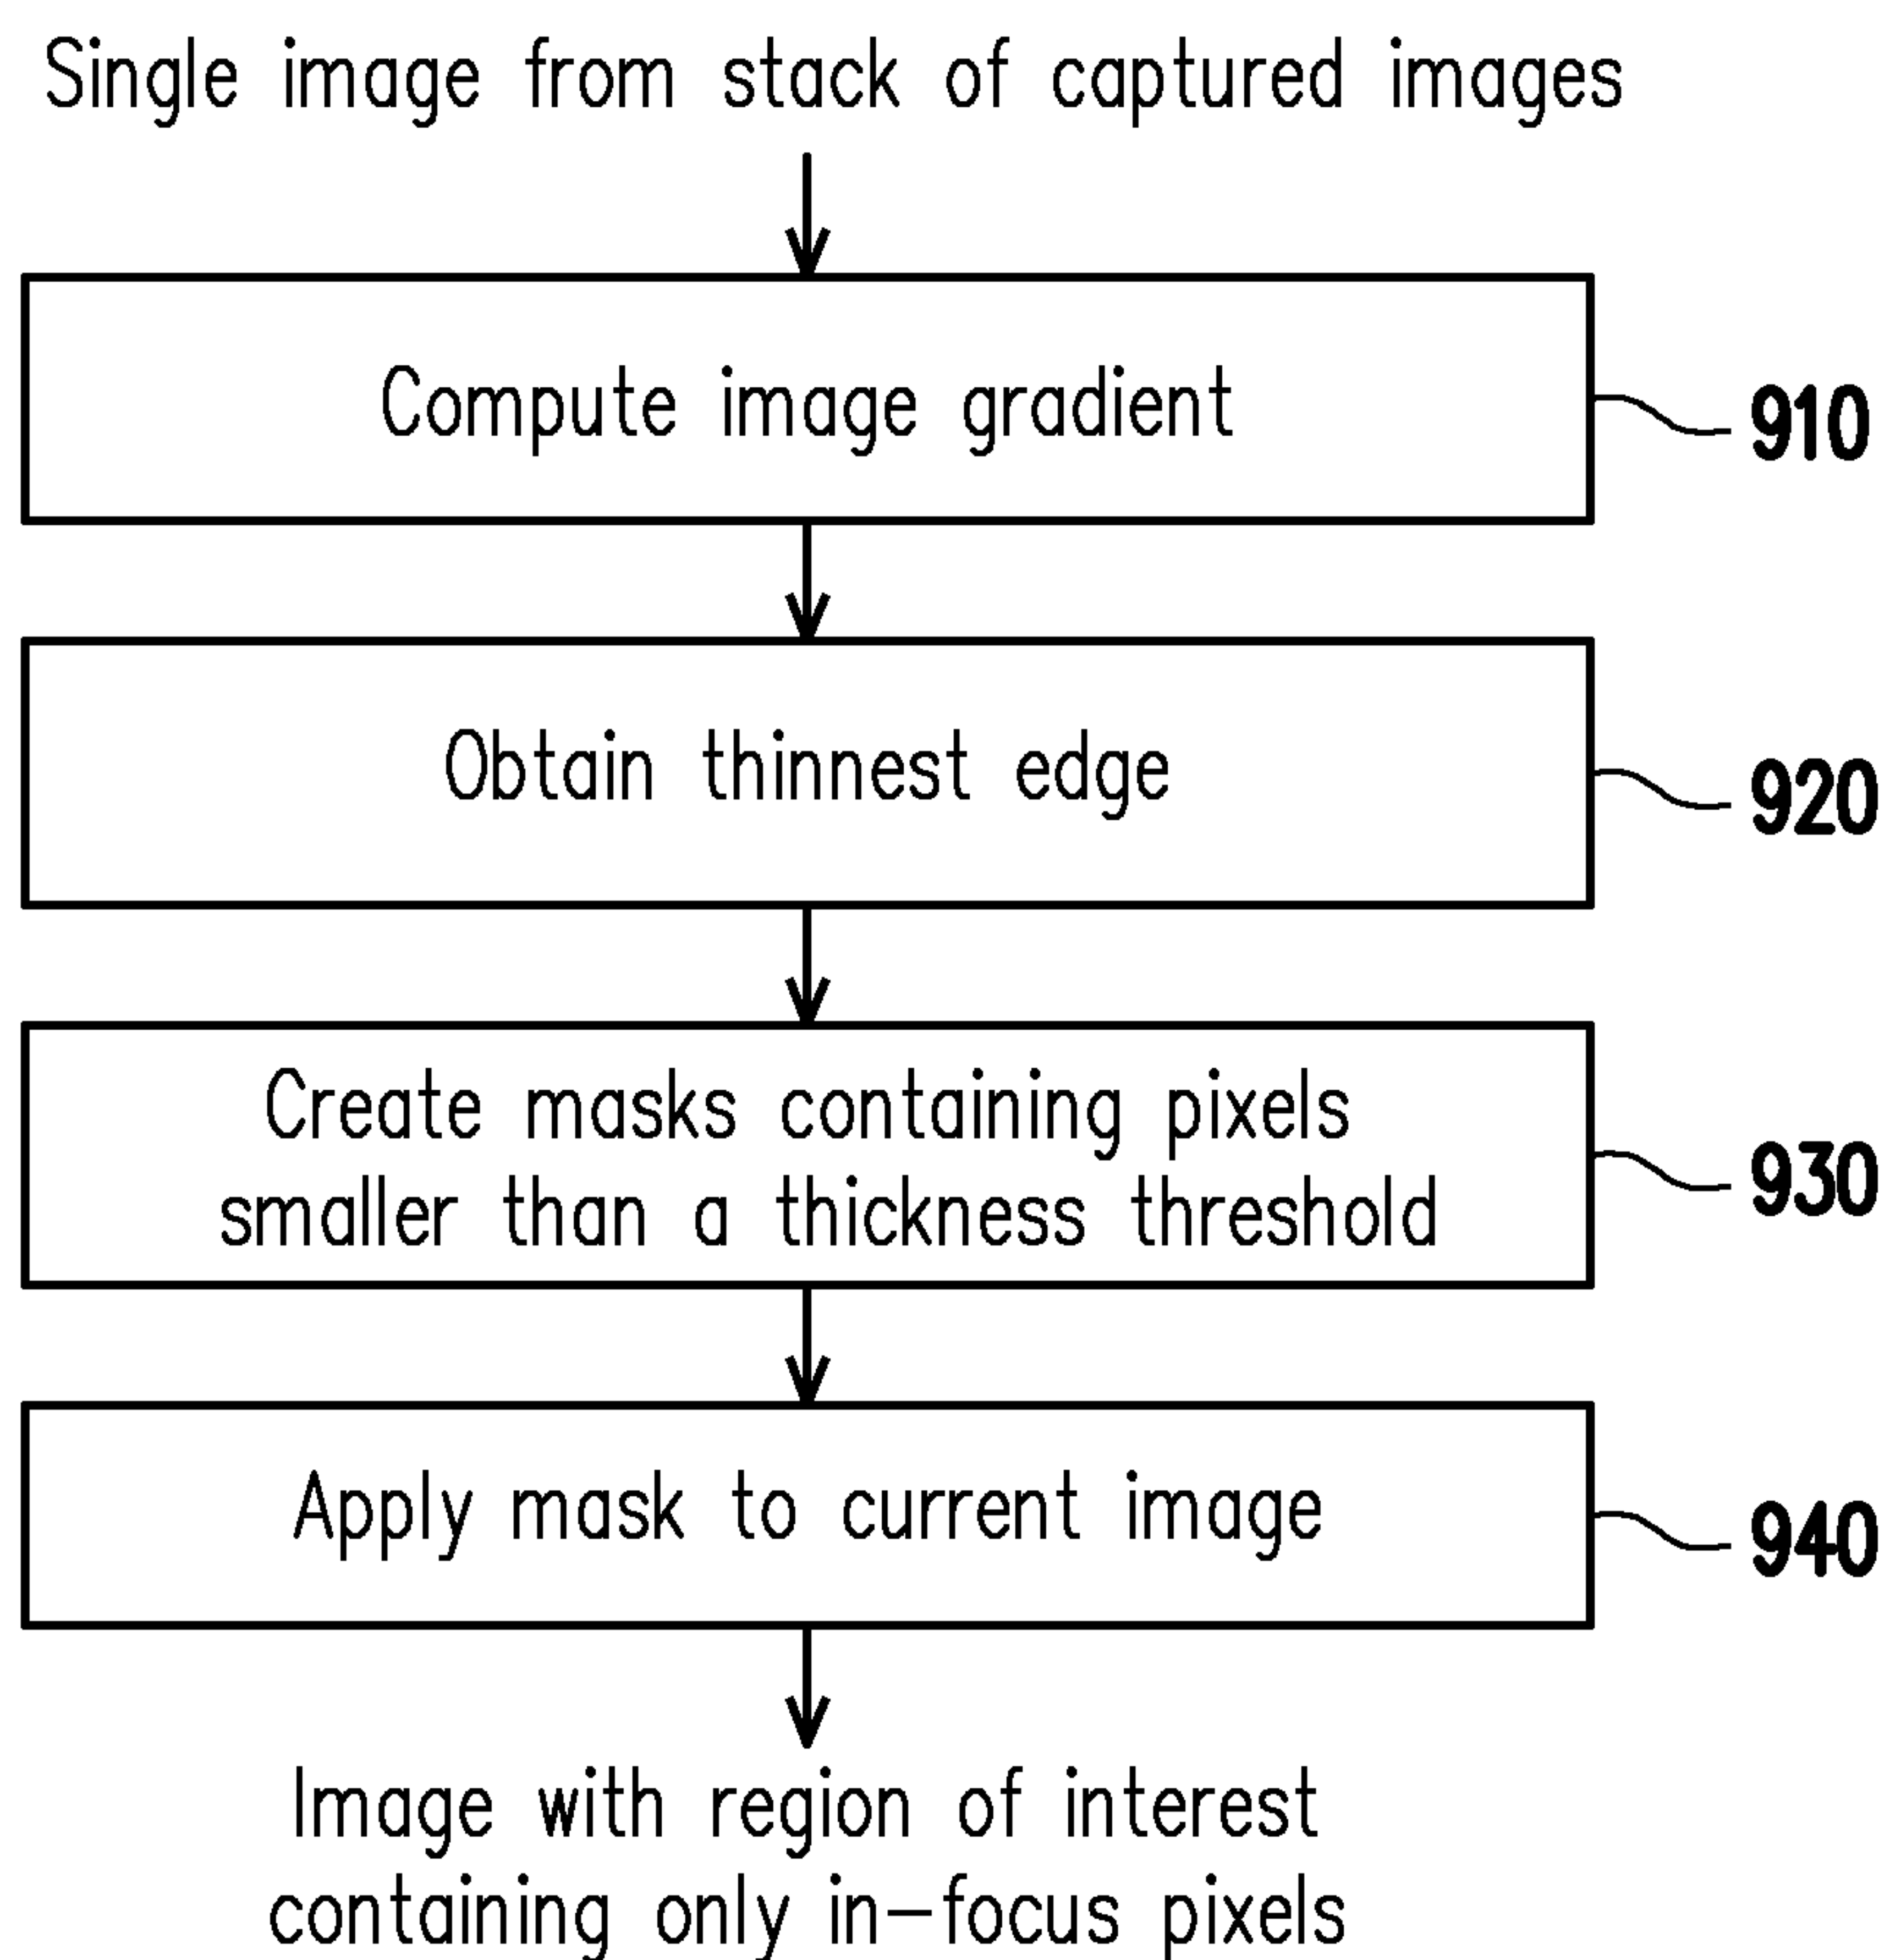 Single image from stack of captured images
Compute image gradient
910
Obtain thinnest edge
920
Create masks containing pixels
smaller than a thickness threshold
930
Apply mask to current image
940
Image with region of interest
containing only in-focus pixels